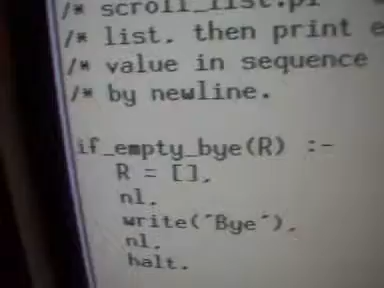 /* scroll_list.pl
/* list. then print e
/* value in sequence
/* by newline.
if_empty_bye(R) :-
R = [],
nl,
write("Bye"),
nl,
halt.